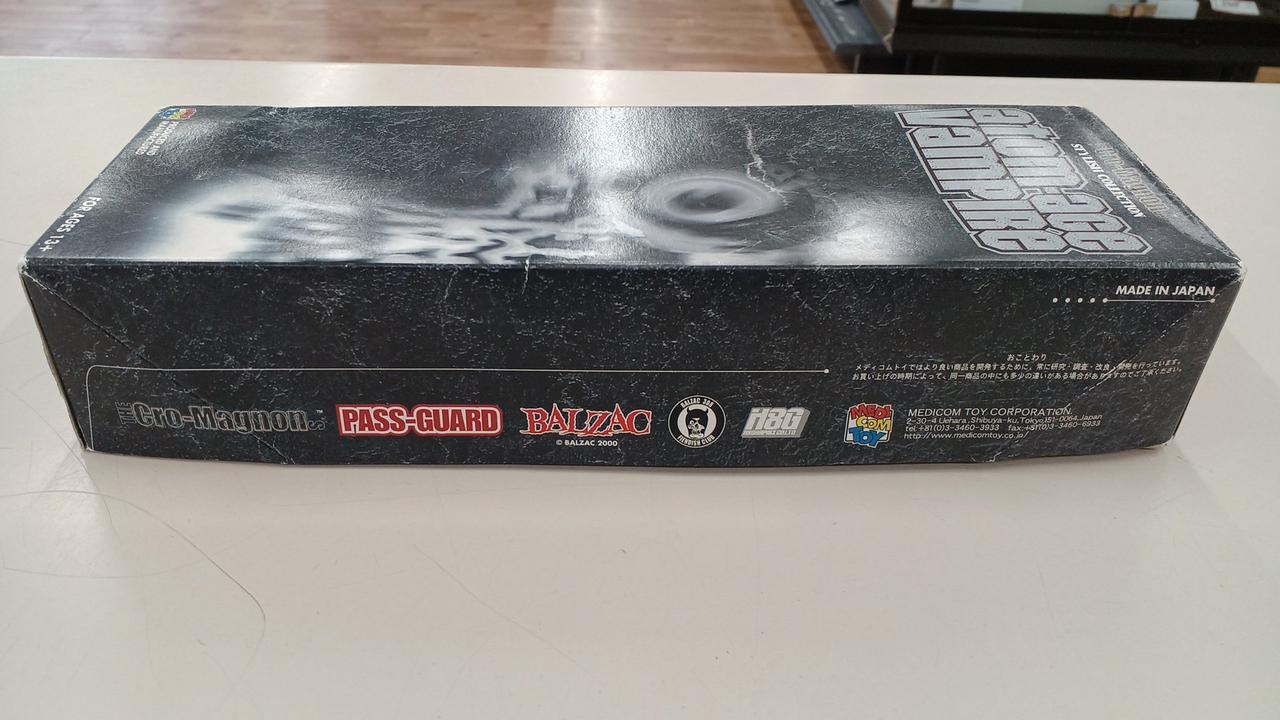 FOR AGES 13+
atom:age
VAMPIRE
STYLISH COLLECTION
MADE IN JAPAN
おことわり
メディコムトイではより良い商品を開発するために、常に研究・調査・改良・開発を行っています。
お買い上げの時期によって、同一商品の中にも多少の違いがある場合がありますのでご了承ください。
THE Cro-Magnons™
PASS-GUARD
BALZAC
© BALZAC 2000
BALZAC 308
FIENDISH CLUB
H8G
MEDI
COM
TOY
MEDICOM TOY CORPORATION.
2-30-4 Uehara,Shibuya-ku,Tokyo,151-0064,Japan
tel +81(0)3-3460-3933 fax +81(0)3-3460-6933
http://www.medicomtoy.co.jp/